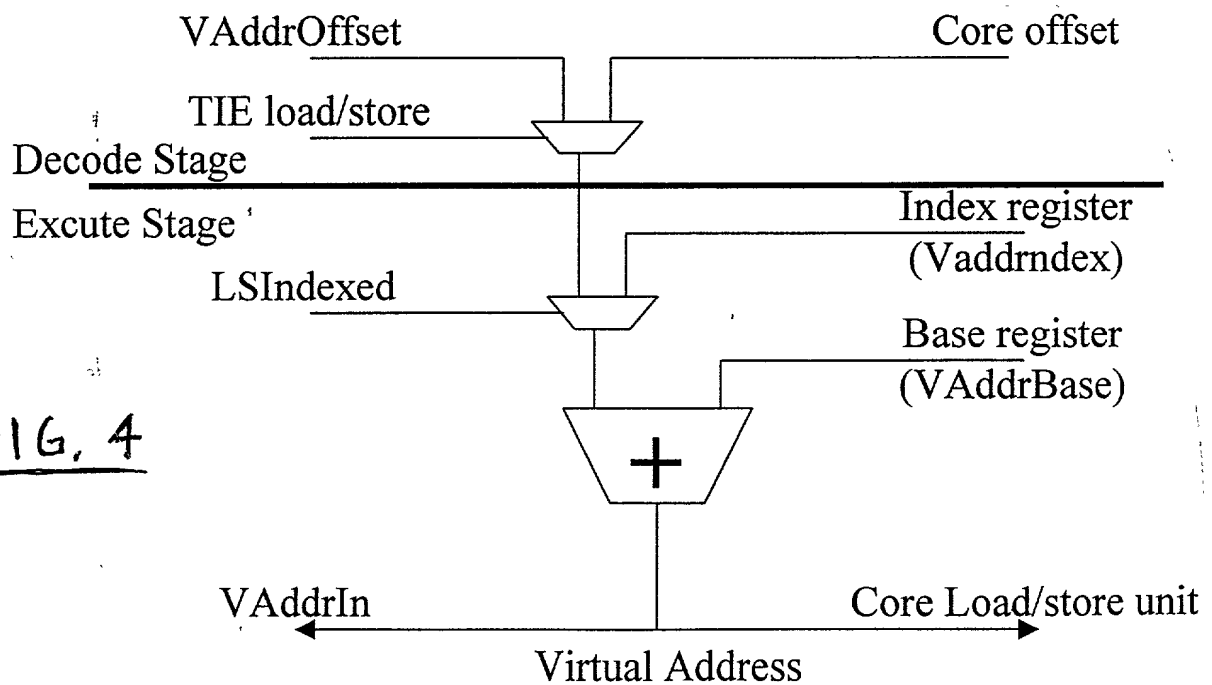 VAddrOffset
Core offset
TIE load/store
Decode Stage
Excute Stage
Index register
(Vaddrndex)
LSIndexed
Base register
(VAddrBase)
IG. 4
+
VAddrIn
Core Load/store unit
Virtual Address